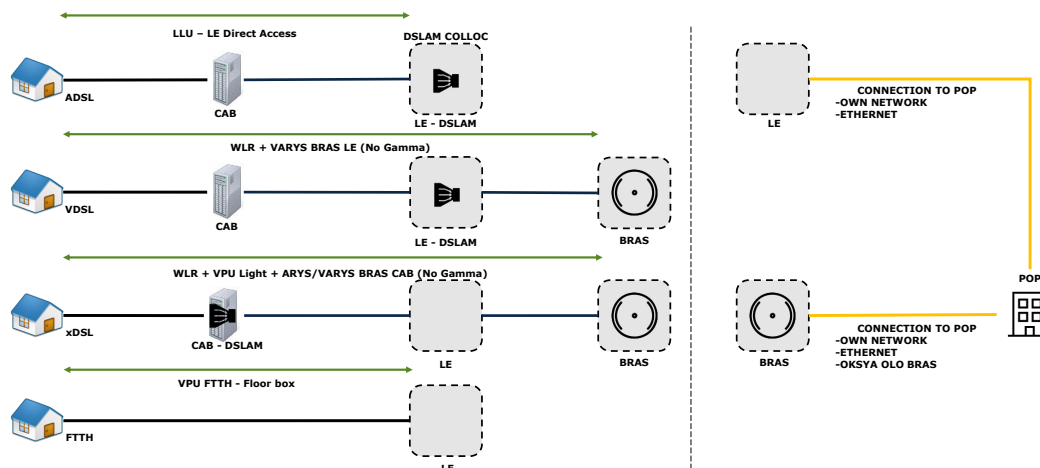 LLU – LE Direct Access
DSLAM COLLOC
ADSL
CAB
LE - DSLAM
CONNECTION TO POP
-OWN NETWORK
-ETHERNET
LE
WLR + VARYS BRAS LE (No Gamma)
VDSL
CAB
LE - DSLAM
BRAS
WLR + VPU Light + ARYS/VARYS BRAS CAB (No Gamma)
POP
xDSL
CAB - DSLAM
LE
BRAS
BRAS
CONNECTION TO POP
-OWN NETWORK
-ETHERNET
-OKSYA OLO BRAS
VPU FTTH - Floor box
FTTH
LE